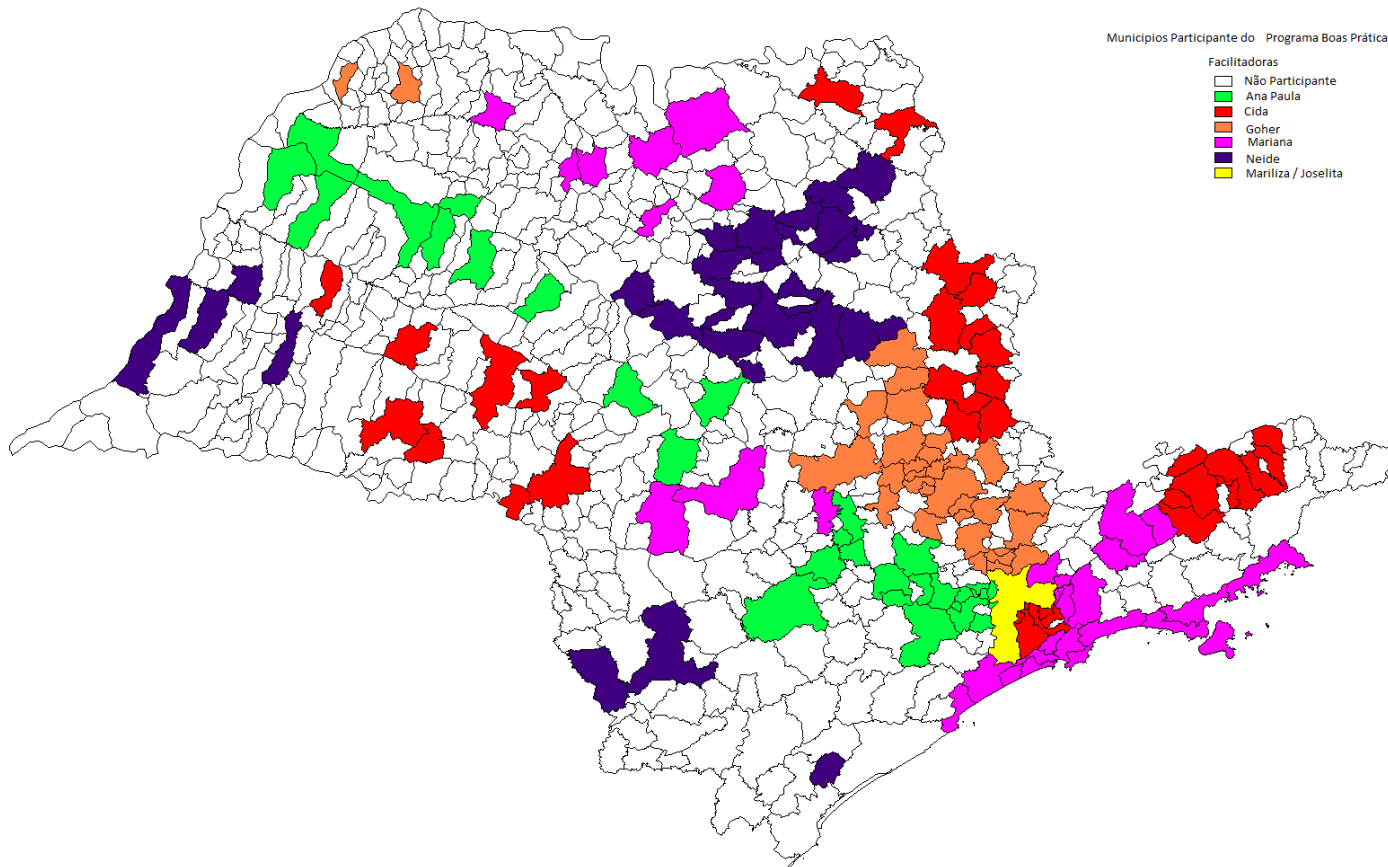 Municipios Participante do Programa Boas Prática
Facilitadoras
Não Participante
Ana Paula
Cida
Goher
Mariana
Neide
Mariliza / Joselita